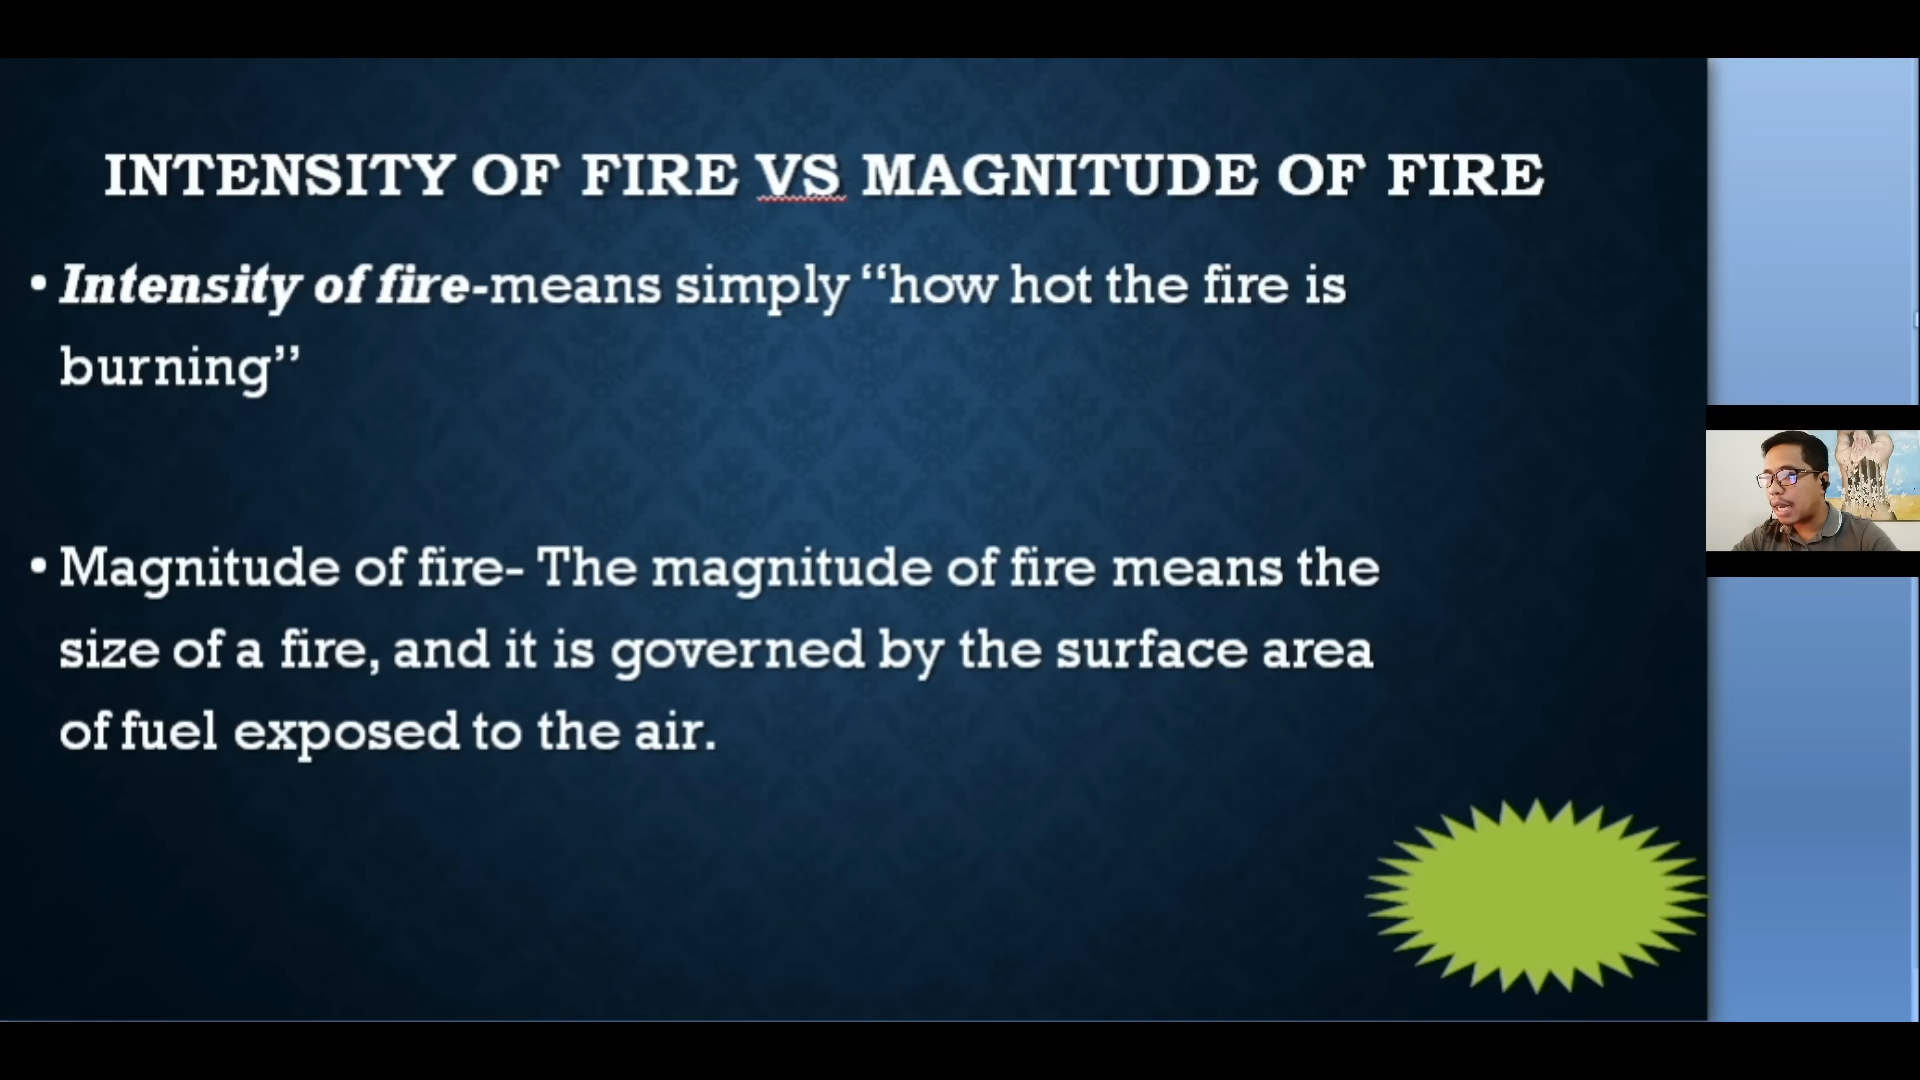 INTENSITY OF FIRE VS MAGNITUDE OF FIRE
• Intensity of fire-means simply “how hot the fire is
burning”
• Magnitude of fire- The magnitude of fire means the
size of a fire, and it is governed by the surface area
of fuel exposed to the air.